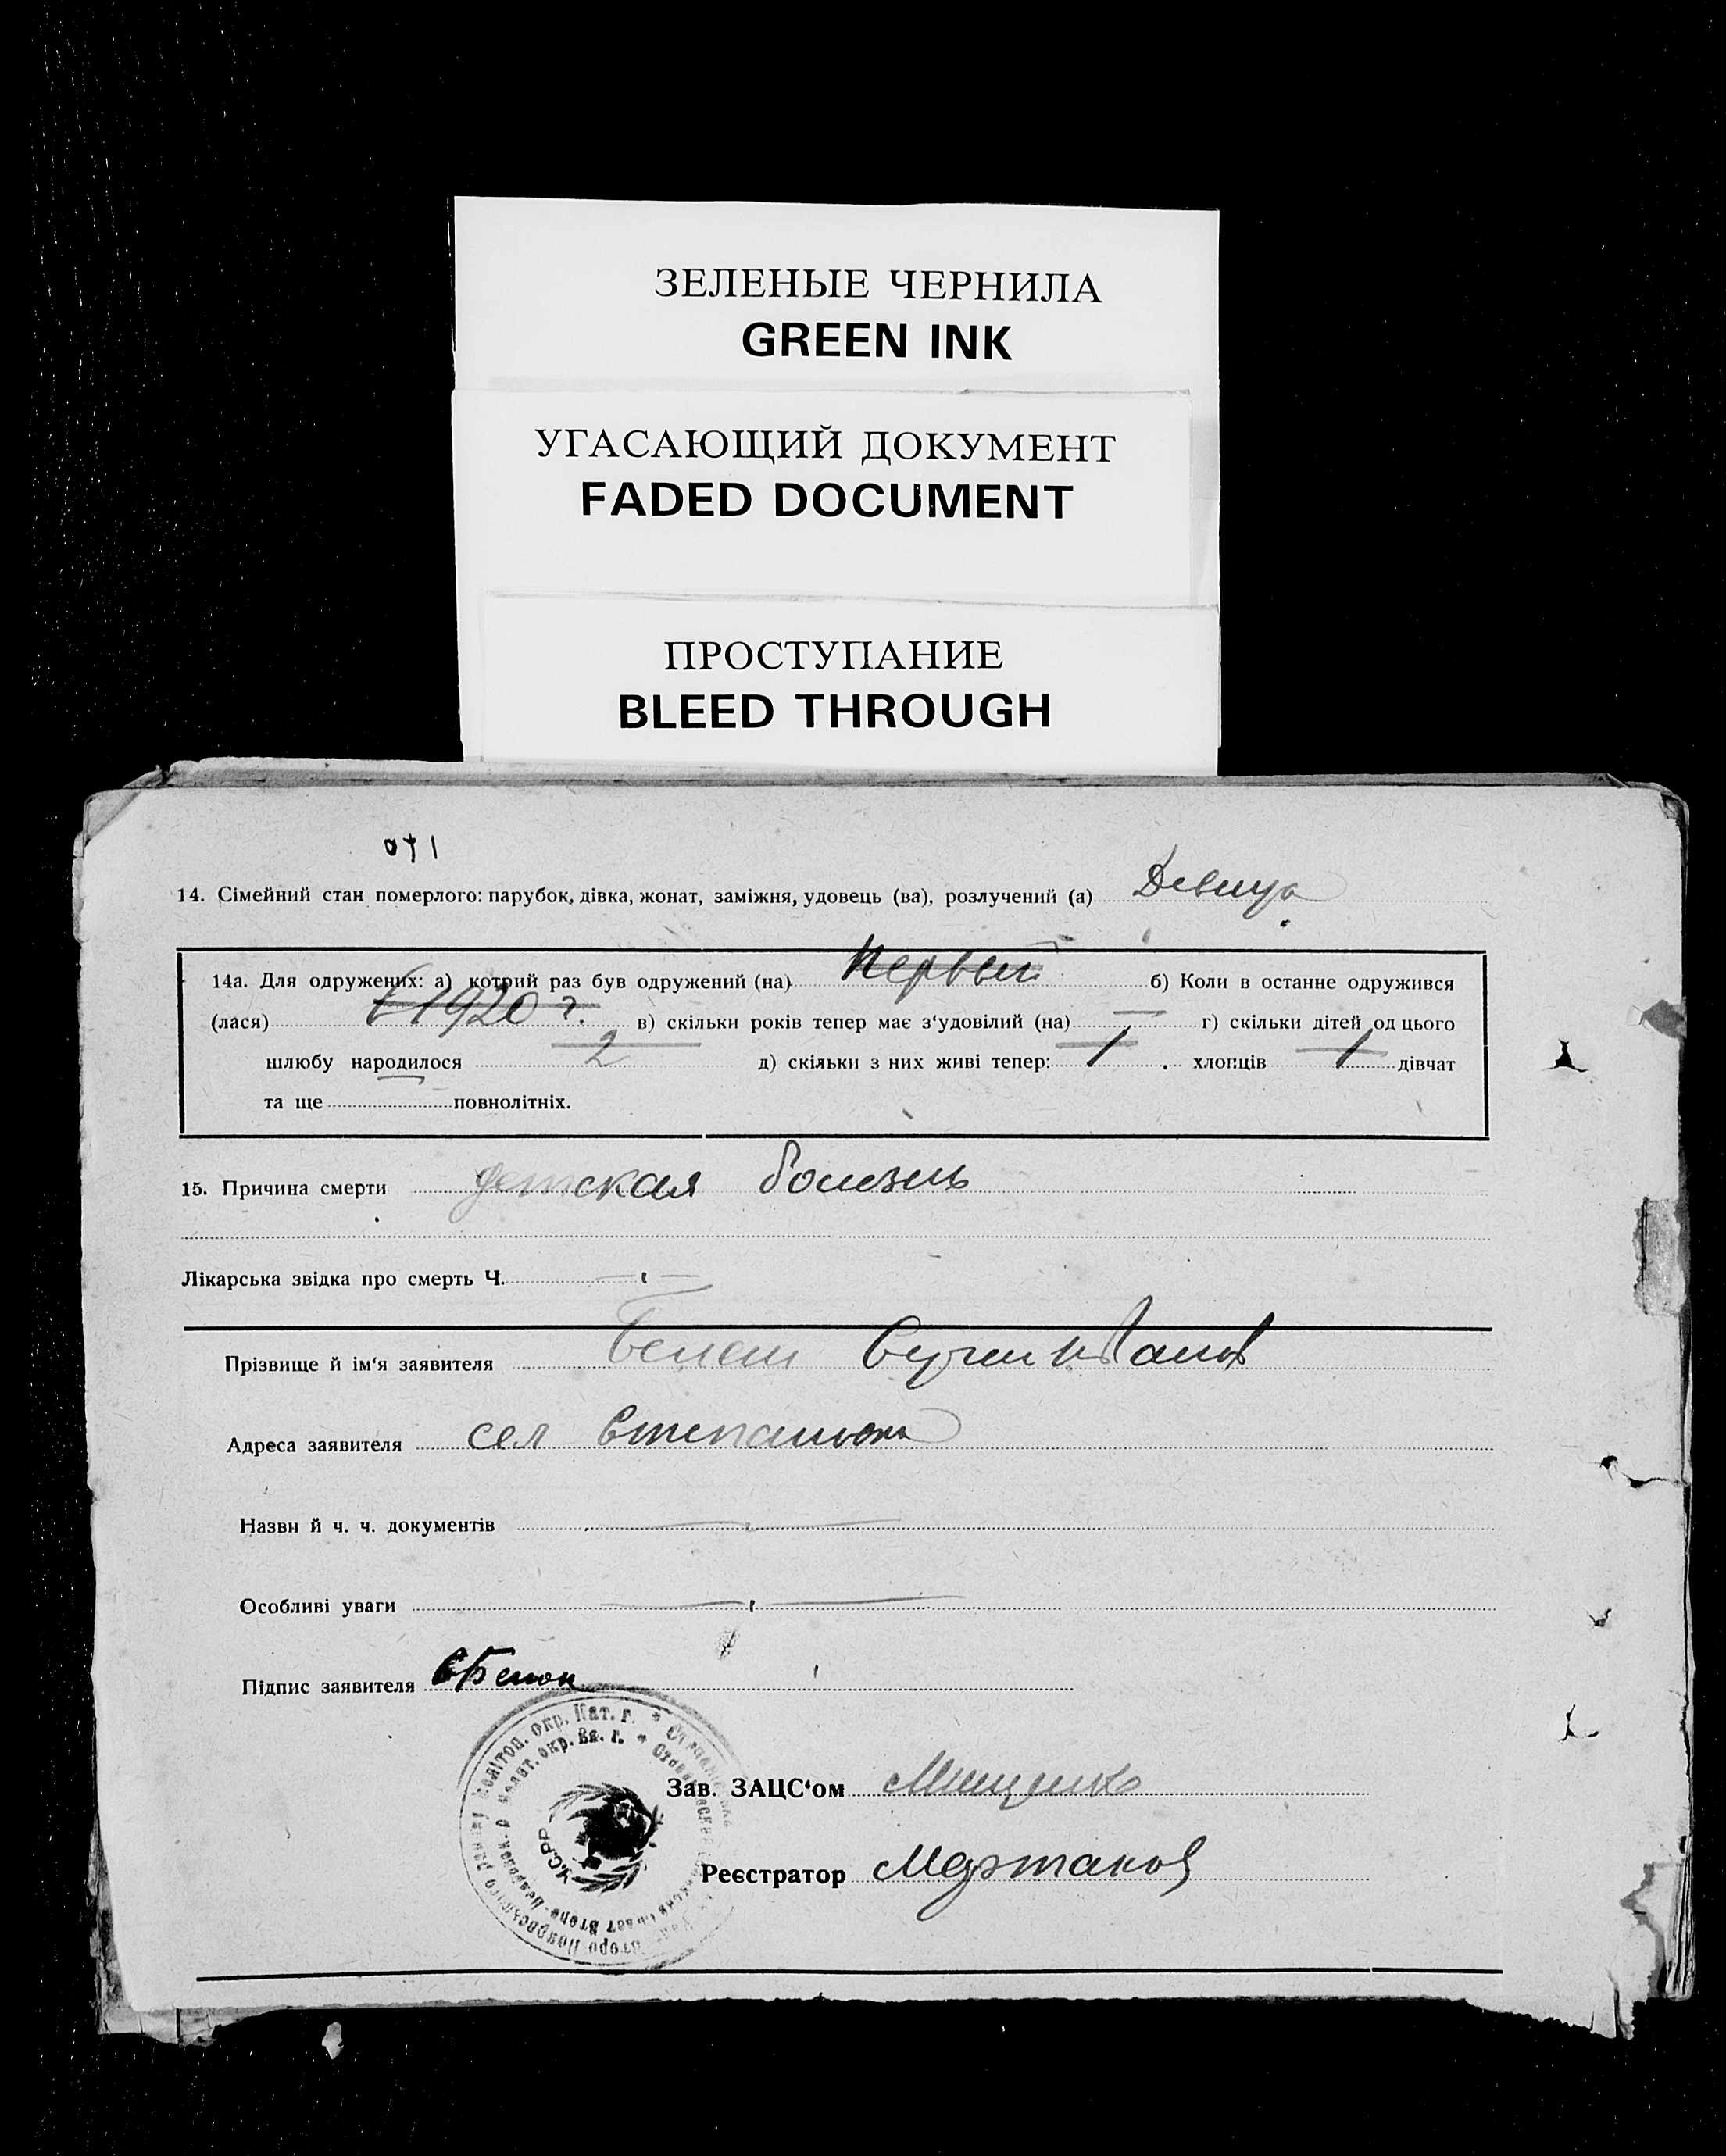 ЗЕЛЕНЫЕ ЧЕРНИЛА
GREEN INK
УГАСАЮЩИЙ ДОКУМЕНТ
FADED DOCUMENT
ПРОСТУПАНИЕ
BLEED THROUGH
14. Сімейний стан померлого: парубок, дівка, жонат, заміжня, удовець (ва), розлучений (а) Девица
14а. Для одружених: а) котрий раз був одружений (на) Первый б) Коли в останне одружився
(лася) в 1920 г. в) скільки років тепер має з‘удовілий (на) — г) скільки дітей од цього
шлюбу народилося 2 д) скільки з них живі тепер: 1 хлопців 1 дівчат
та ще повнолітніх.
15. Причина смерти детская болезнь
Лікарська звідка про смерть Ч. —
Прізвище й ім‘я заявителя
Адреса заявителя сел
Назви й ч. ч. документів —
Особливі уваги —
Підпис заявителя
Зав. ЗАЦС‘ом Мищенко
Реєстратор